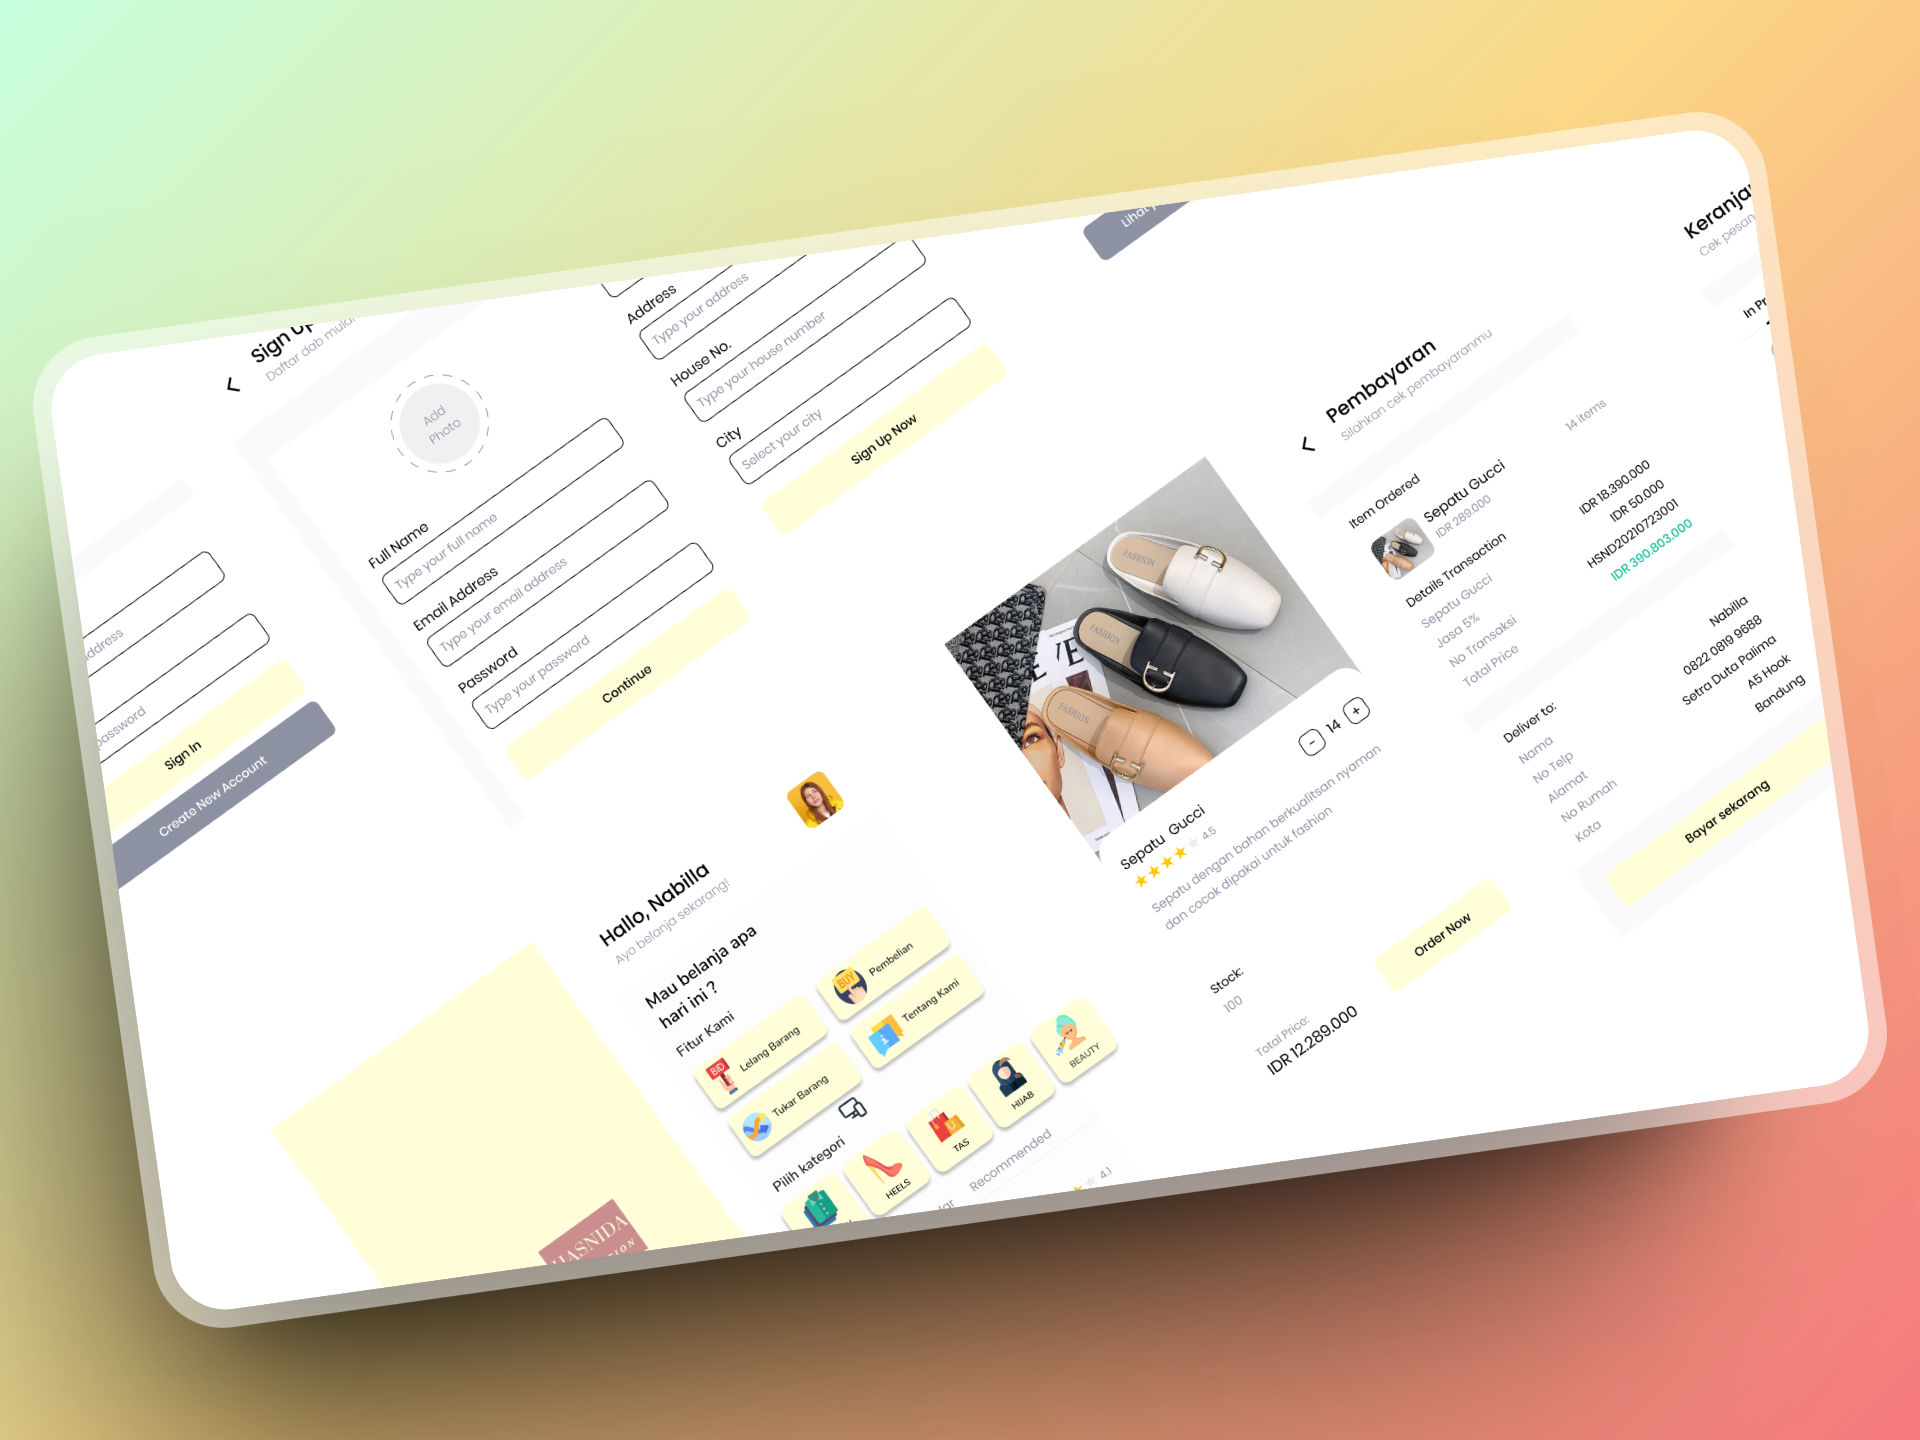 Sign Up
Daftar dab mulai
Add
Photo
Full Name
Type your full name
Email Address
Type your email address
Password
Type your password
Continue
address
password
Sign In
Create New Account
Address
Type your address
House No.
Type your house number
City
Select your city
Sign Up Now
Lihat
Hallo, Nabilla
Ayo belanja sekarang!
Mau belanja apa
hari ini ?
Fitur Kami
BID
Lelang Barang
BUY
Pembelian
Tukar Barang
Tentang Kami
Pilih kategori
HEELS
TAS
HIJAB
BEAUTY
Recommended
4.1
HASNIDA
FASHION
FASHION
FASHION
14
Sepatu Gucci
4.5
Sepatu dengan bahan berkualitsan nyaman
dan cocok dipakai untuk fashion
Stock:
100
Total Price:
IDR 12.289.000
Order Now
Pembayaran
Silahkan cek pembayaranmu
Item Ordered
Sepatu Gucci
IDR 289.000
14 items
Details Transaction
Sepatu Gucci
IDR 18.390.000
Jasa 5%
IDR 50.000
No Transaksi
HSND20210723001
Total Price
IDR 390.803.000
Deliver to:
Nama
Nabilla
No Telp
0822 0819 9688
Alamat
Setra Duta Palima
No Rumah
A5 Hook
Kota
Bandung
Bayar sekarang
Keranja
Cek pesan
In Pr